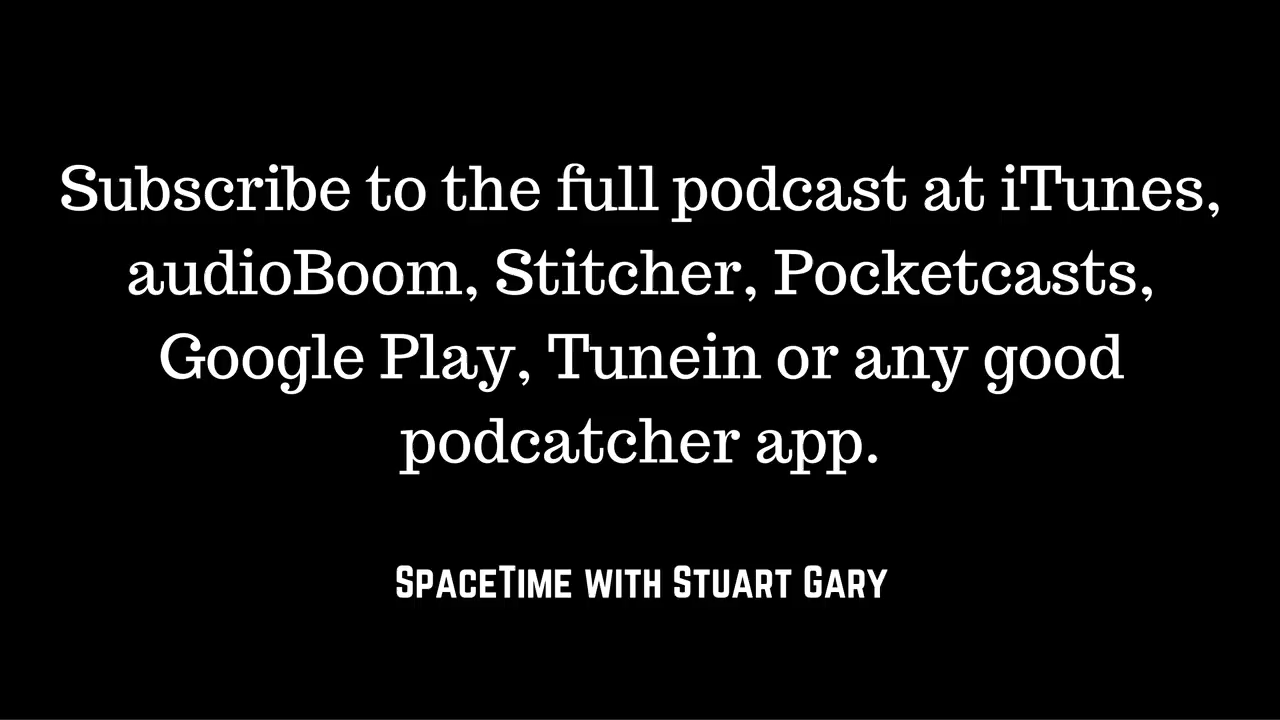 Subscribe to the full podcast at iTunes,
audioBoom, Stitcher, Pocketcasts,
Google Play, Tunein or any good
podcatcher app.
SpaceTime with Stuart Gary